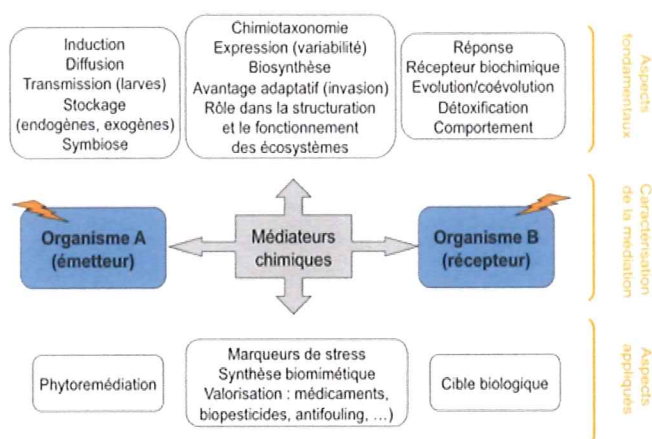 Induction
Diffusion
Transmission (larves)
Stockage
(endogènes, exogènes)
Symbiose
Chimiotaxonomie
Expression (variabilité)
Biosynthèse
Avantage adaptatif (invasion)
Rôle dans la structuration
et le fonctionnement
des écosystèmes
Réponse
Récepteur biochimique
Evolution/coévolution
Détoxification
Comportement
Aspects
fondamentaux
Organisme A
(émetteur)
Médiateurs
chimiques
Organisme B
(récepteur)
Caractérisation
de la médiation
Phytoremédiation
Marqueurs de stress
Synthèse biomimétique
Valorisation : médicaments,
biopesticides, antifouling, ...)
Cible biologique
Aspects
appliqués